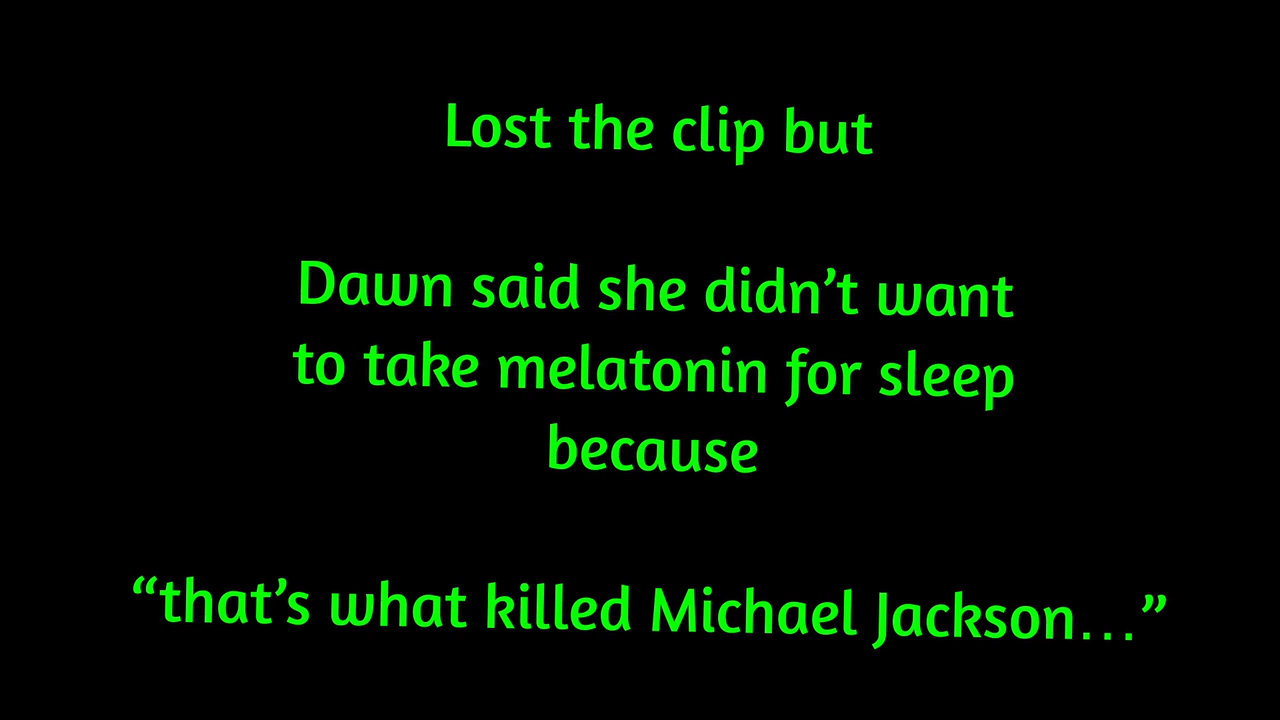 Lost the clip but
Dawn said she didn’t want
to take melatonin for sleep
because
“that’s what killed Michael Jackson...”